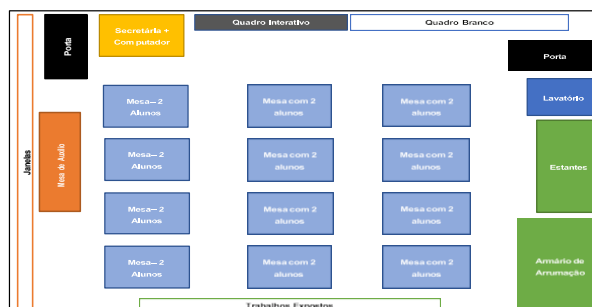 Secretária +
Computador
Quadro Interativo
Quadro Branco
Porta
Porta
Janelas
Mesa de Auxílio
Mesa– 2
Alunos
Mesa com 2
alunos
Mesa com 2
alunos
Lavatório
Mesa– 2
Alunos
Mesa com 2
alunos
Mesa com 2
alunos
Estantes
Mesa– 2
Alunos
Mesa com 2
alunos
Mesa com 2
alunos
Mesa– 2
Alunos
Mesa com 2
alunos
Mesa com 2
alunos
Armário de
Arrumação
Trabalhos Expostos